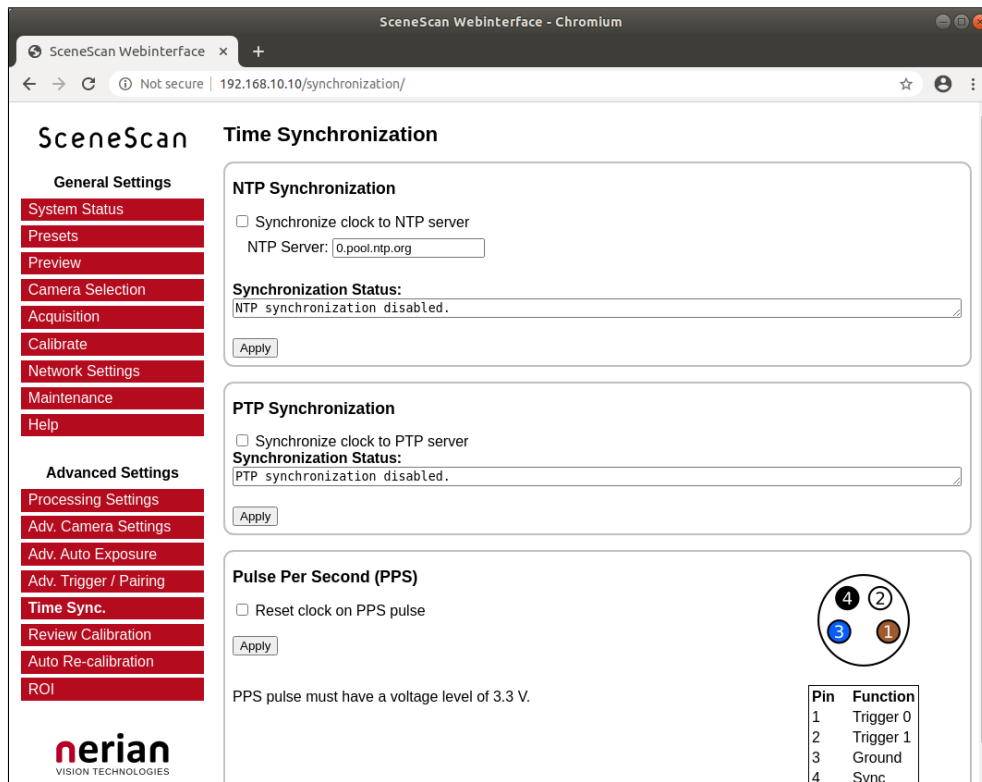 SceneScan Webinterface - Chromium
SceneScan Webinterface
Not secure | 192.168.10.10/synchronization/
SceneScan
General Settings
System Status
Presets
Preview
Camera Selection
Acquisition
Calibrate
Network Settings
Maintenance
Help
Advanced Settings
Processing Settings
Adv. Camera Settings
Adv. Auto Exposure
Adv. Trigger / Pairing
Time Sync.
Review Calibration
Auto Re-calibration
ROI
nerian
VISION TECHNOLOGIES
Time Synchronization
NTP Synchronization
Synchronize clock to NTP server
NTP Server: 0.pool.ntp.org
Synchronization Status:
NTP synchronization disabled.
Apply
PTP Synchronization
Synchronize clock to PTP server
Synchronization Status:
PTP synchronization disabled.
Apply
Pulse Per Second (PPS)
Reset clock on PPS pulse
Apply
PPS pulse must have a voltage level of 3.3 V.
4 2
3 1
Pin Function
1 Trigger 0
2 Trigger 1
3 Ground
4 Sync